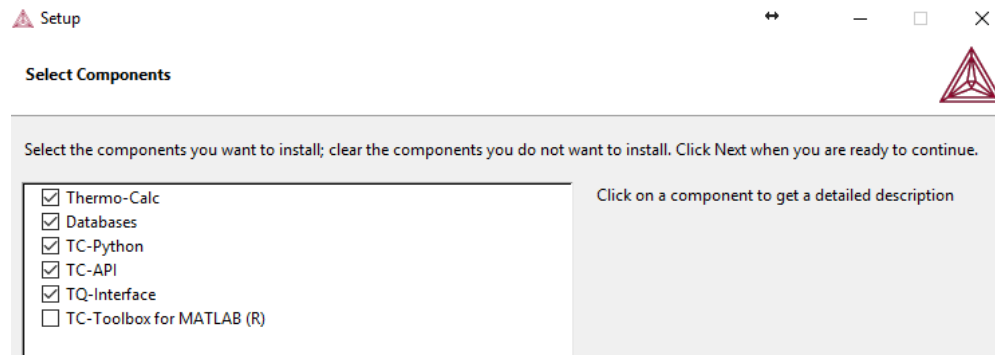 Setup
Select Components
Select the components you want to install; clear the components you do not want to install. Click Next when you are ready to continue.
Thermo-Calc
Click on a component to get a detailed description
Databases
TC-Python
TC-API
TQ-Interface
TC-Toolbox for MATLAB (R)